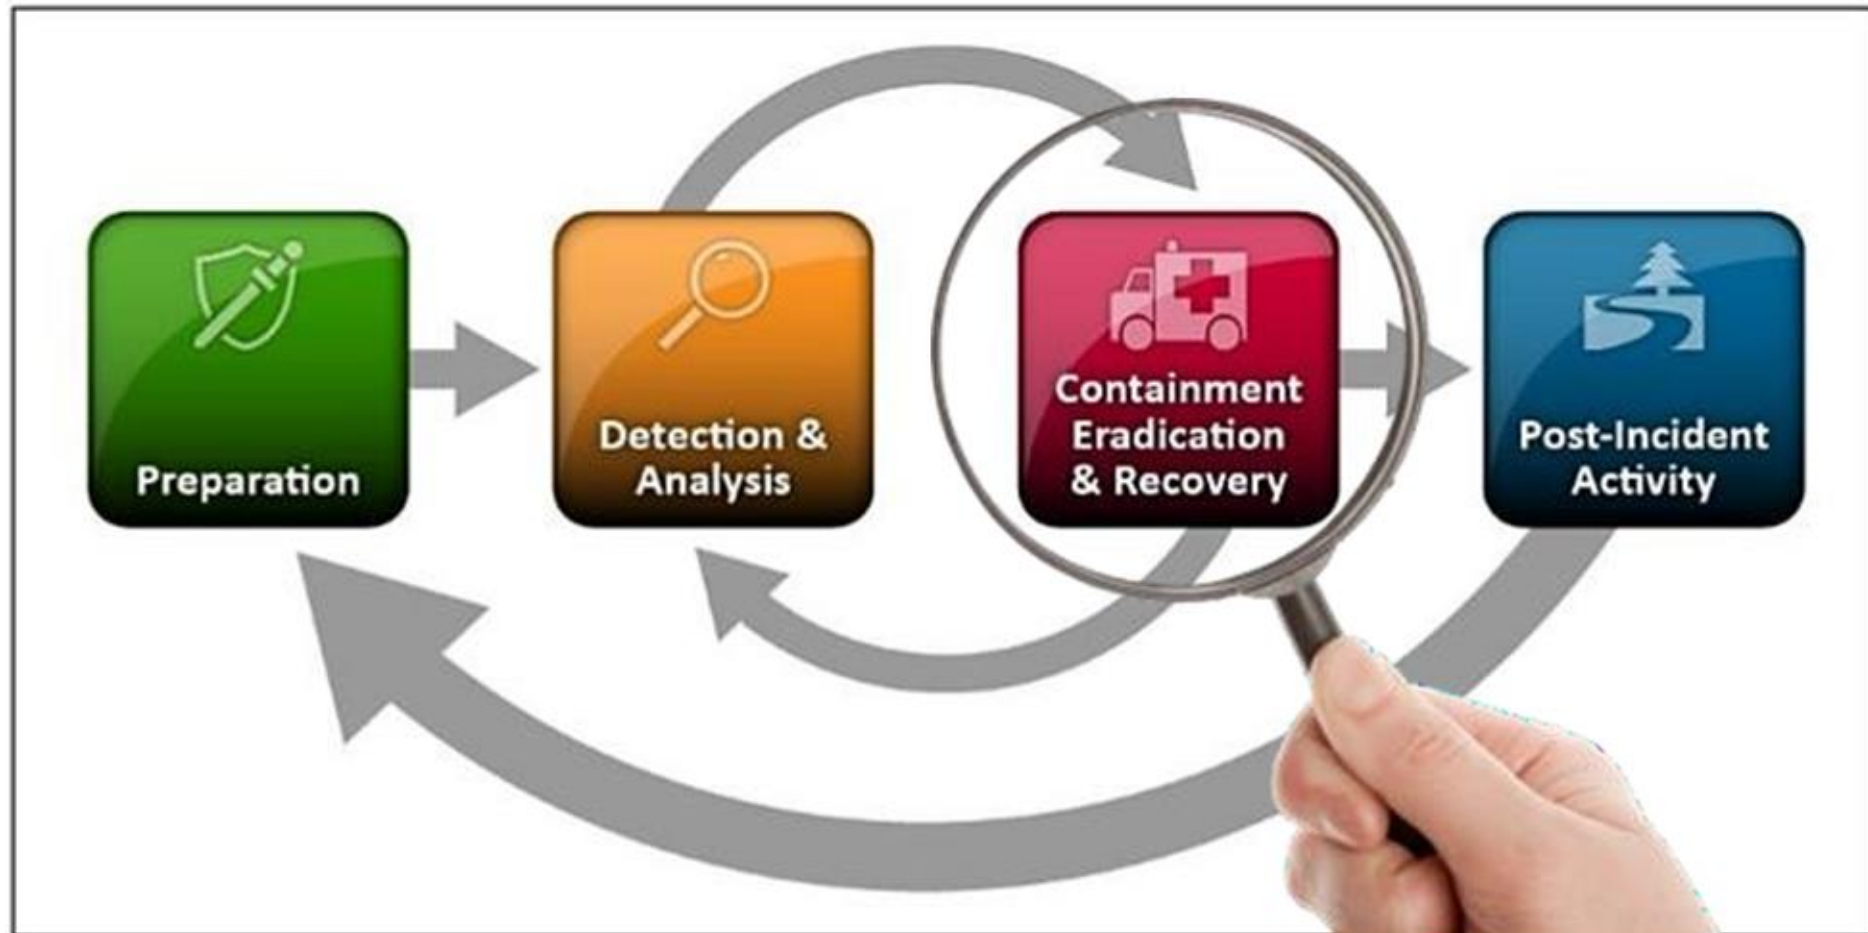 Preparation
Detection &
Analysis
Containment
Eradication
& Recovery
Post-Incident
Activity